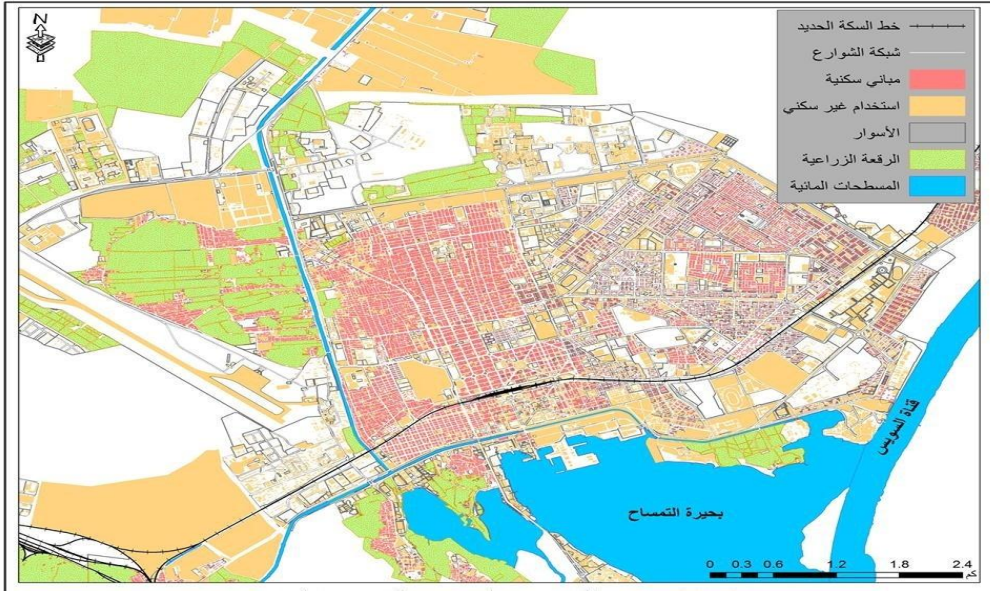 N
خط السكة الحديد
شبكة الشوارع
مباني سكنية
استخدام غير سكني
الأسوار
الرقعة الزراعية
المسطحات المائية
قناة السويس
بحيرة التمساح
0 0.3 0.6 1.2 1.8 2.4
كم